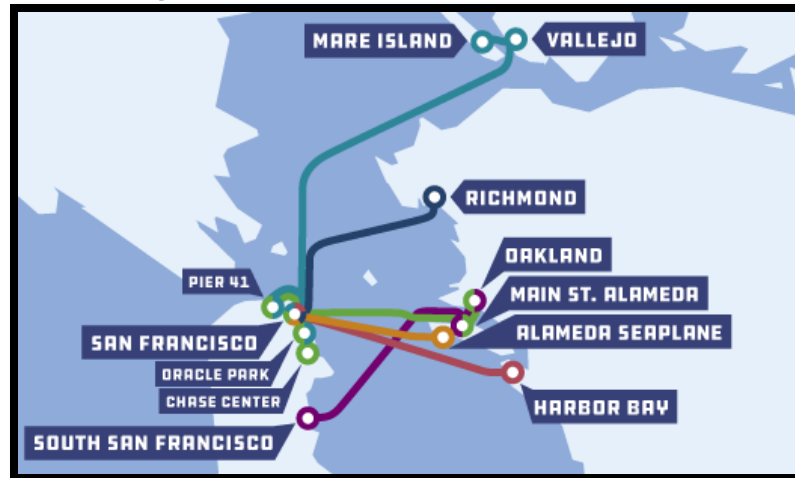 MARE ISLAND
VALLEJO
RICHMOND
OAKLAND
PIER 41
MAIN ST. ALAMEDA
SAN FRANCISCO
ALAMEDA SEAPLANE
ORACLE PARK
CHASE CENTER
HARBOR BAY
SOUTH SAN FRANCISCO